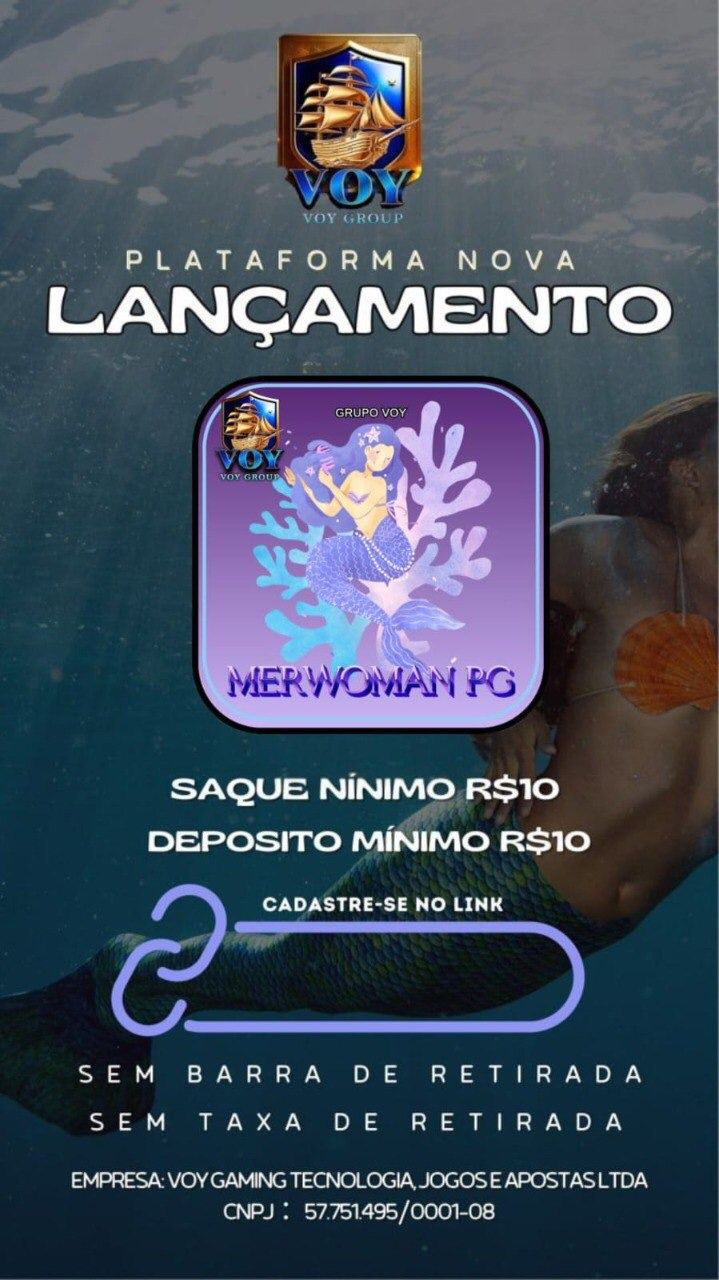 VOY
VOY GROUP
PLATAFORMA NOVA
LANÇAMENTO
GRUPO VOY
VOY
VOY GROUP
MERWOMAN PG
SAQUE NÍNIMO R$10
DEPOSITO MÍNIMO R$10
CADASTRE-SE NO LINK
SEM BARRA DE RETIRADA
SEM TAXA DE RETIRADA
EMPRESA: VOY GAMING TECNOLOGIA, JOGOS E APOSTAS LTDA
CNPJ： 57.751.495/0001-08